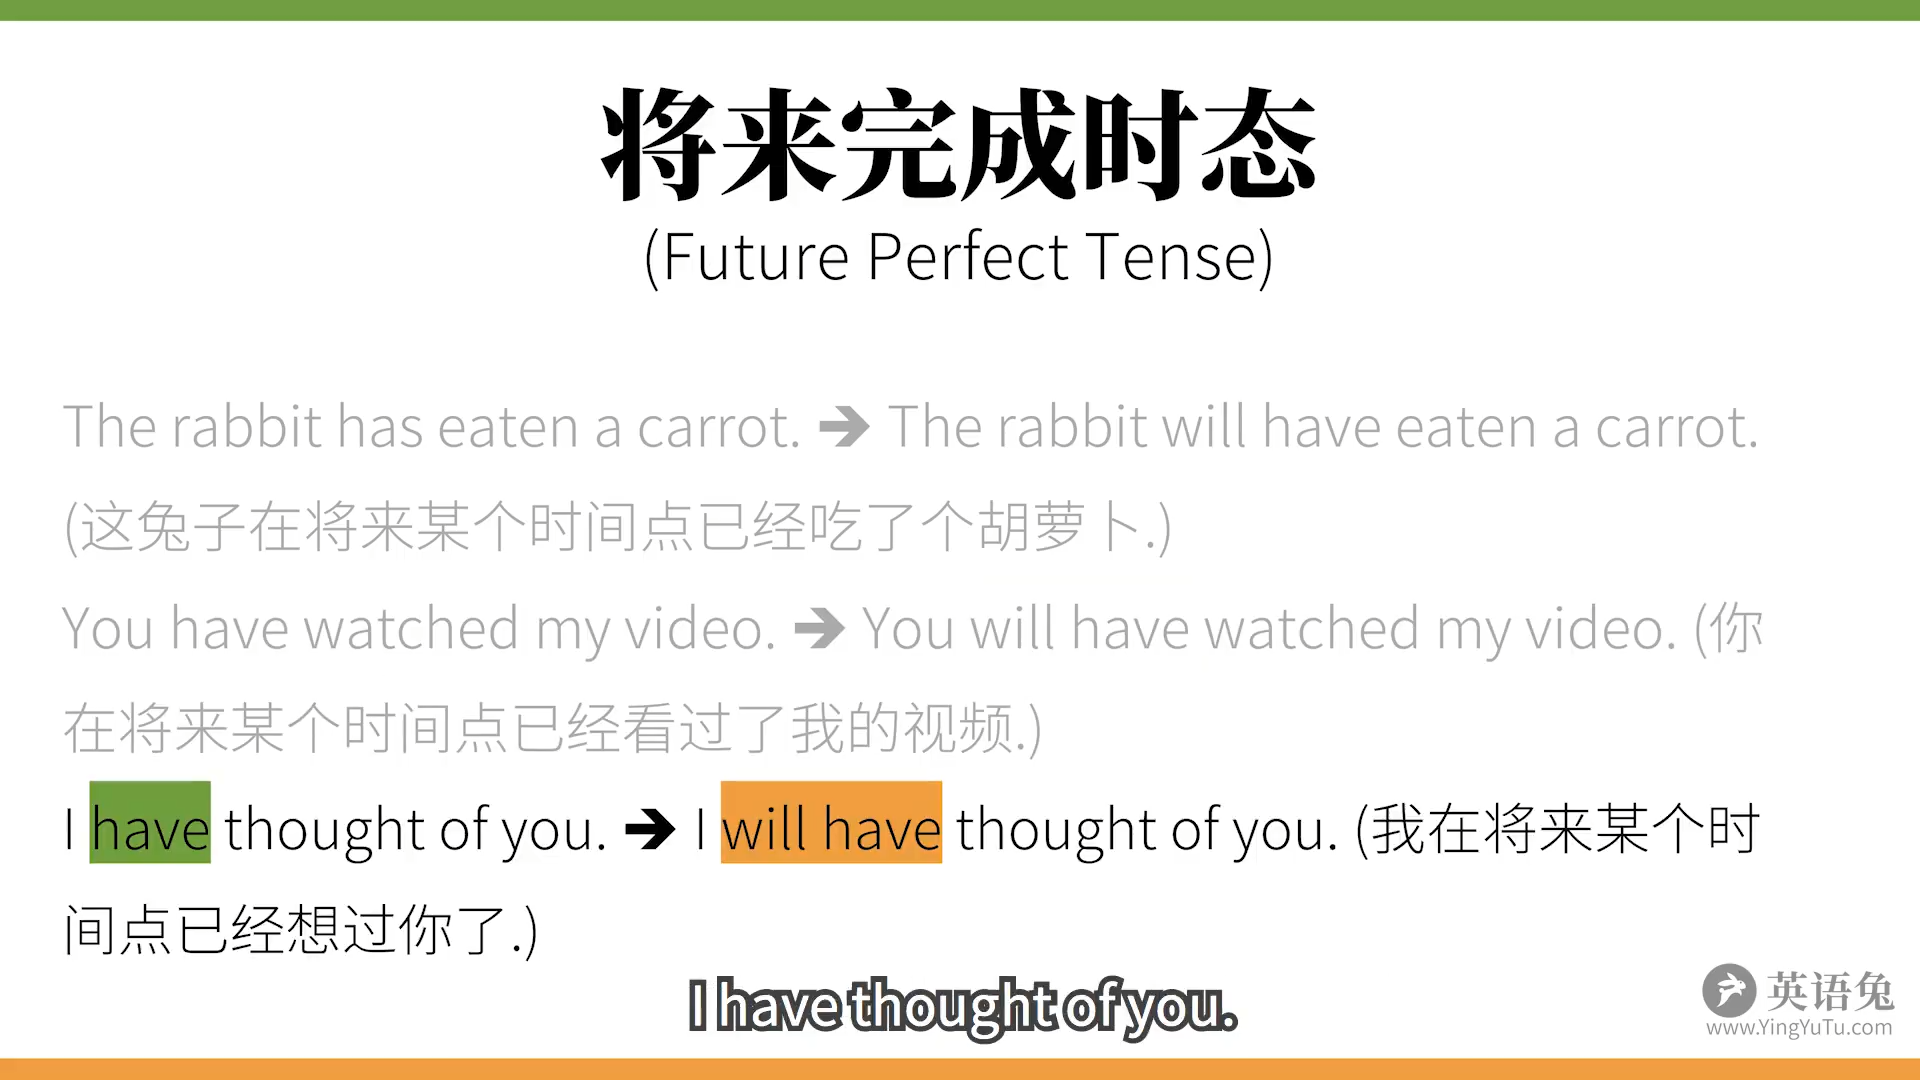 将来完成时态
(Future Perfect Tense)
The rabbit has eaten a carrot. ➔ The rabbit will have eaten a carrot.
(这兔子在将来某个时间点已经吃了个胡萝卜.)
You have watched my video. ➔ You will have watched my video. (你
在将来某个时间点已经看过了我的视频.)
I have thought of you. ➔ I will have thought of you. (我在将来某个时
间点已经想过你了.)
I have thought of you.
英语兔
www.YingYuTu.com